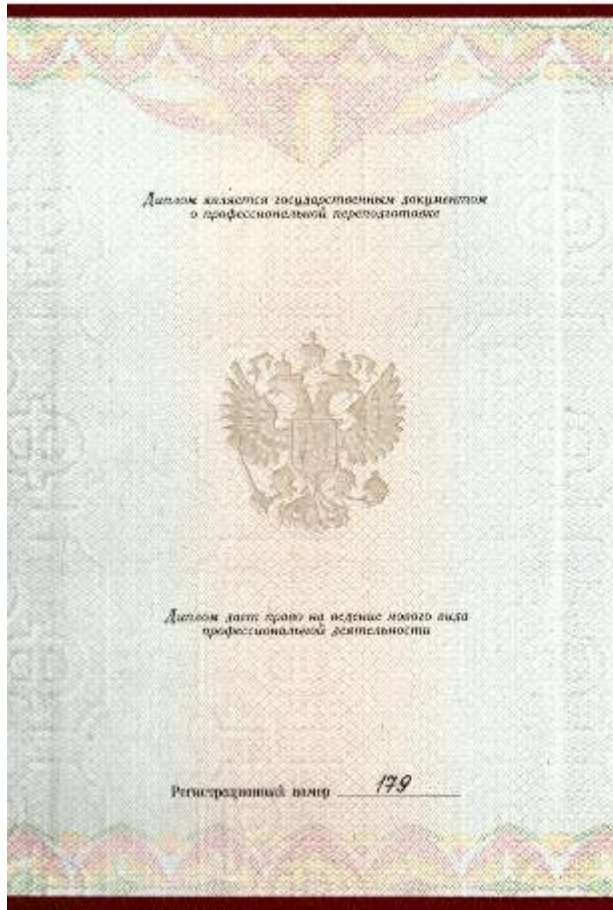 Диплом является государственным документом
о профессиональной переподготовке
Диплом дает право на ведение нового вида
профессиональной деятельности
Регистрационный номер 179